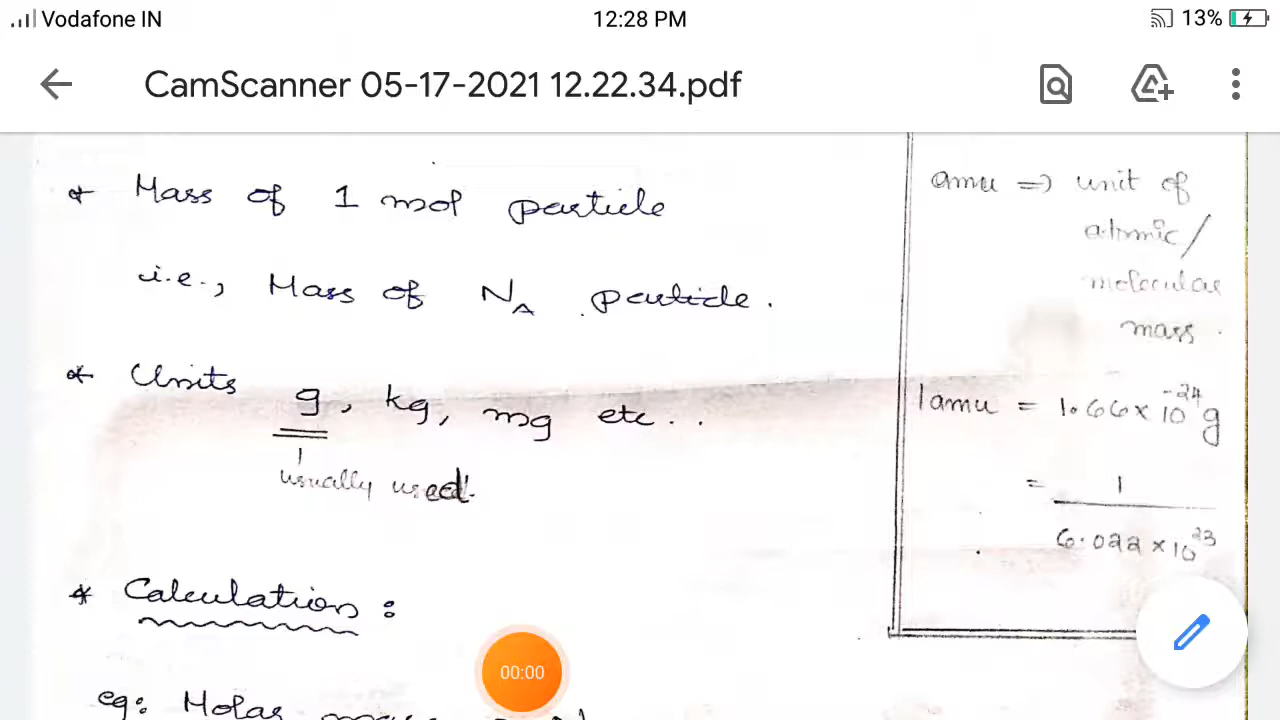 Vodafone IN 12:28 PM 13%
CamScanner 05-17-2021 12.22.34.pdf
* Mass of 1 mol particle
i.e., Mass of NA particle.
* Units g, kg, mg etc..
usually used.
* Calculation:
eg: Molar
amu => unit of
atomic/
molecular
mass.
1amu = 1.66 x 10^-24 g
= 1
6.022 x 10^23
00:00